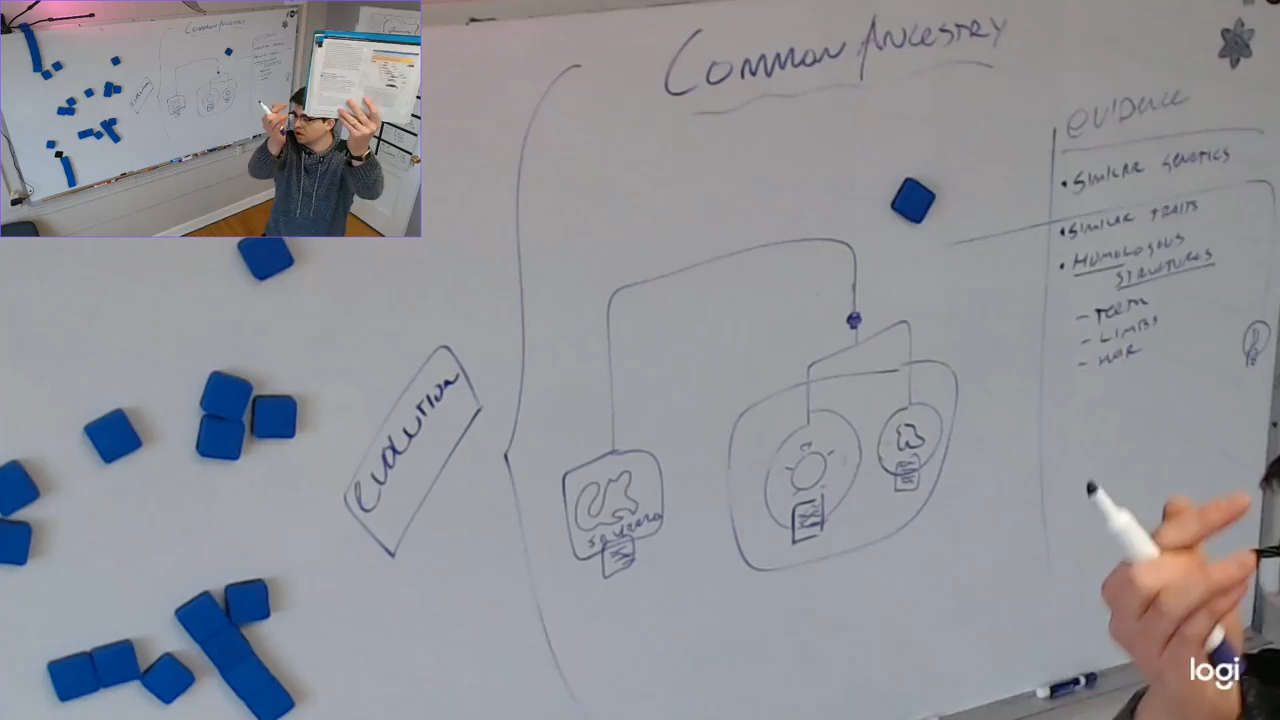 Common Ancestry
evidence
• Similar genetics
• Similar traits
• Homologous
structures
- Teeth
- Limbs
- Hair
evolution
logi